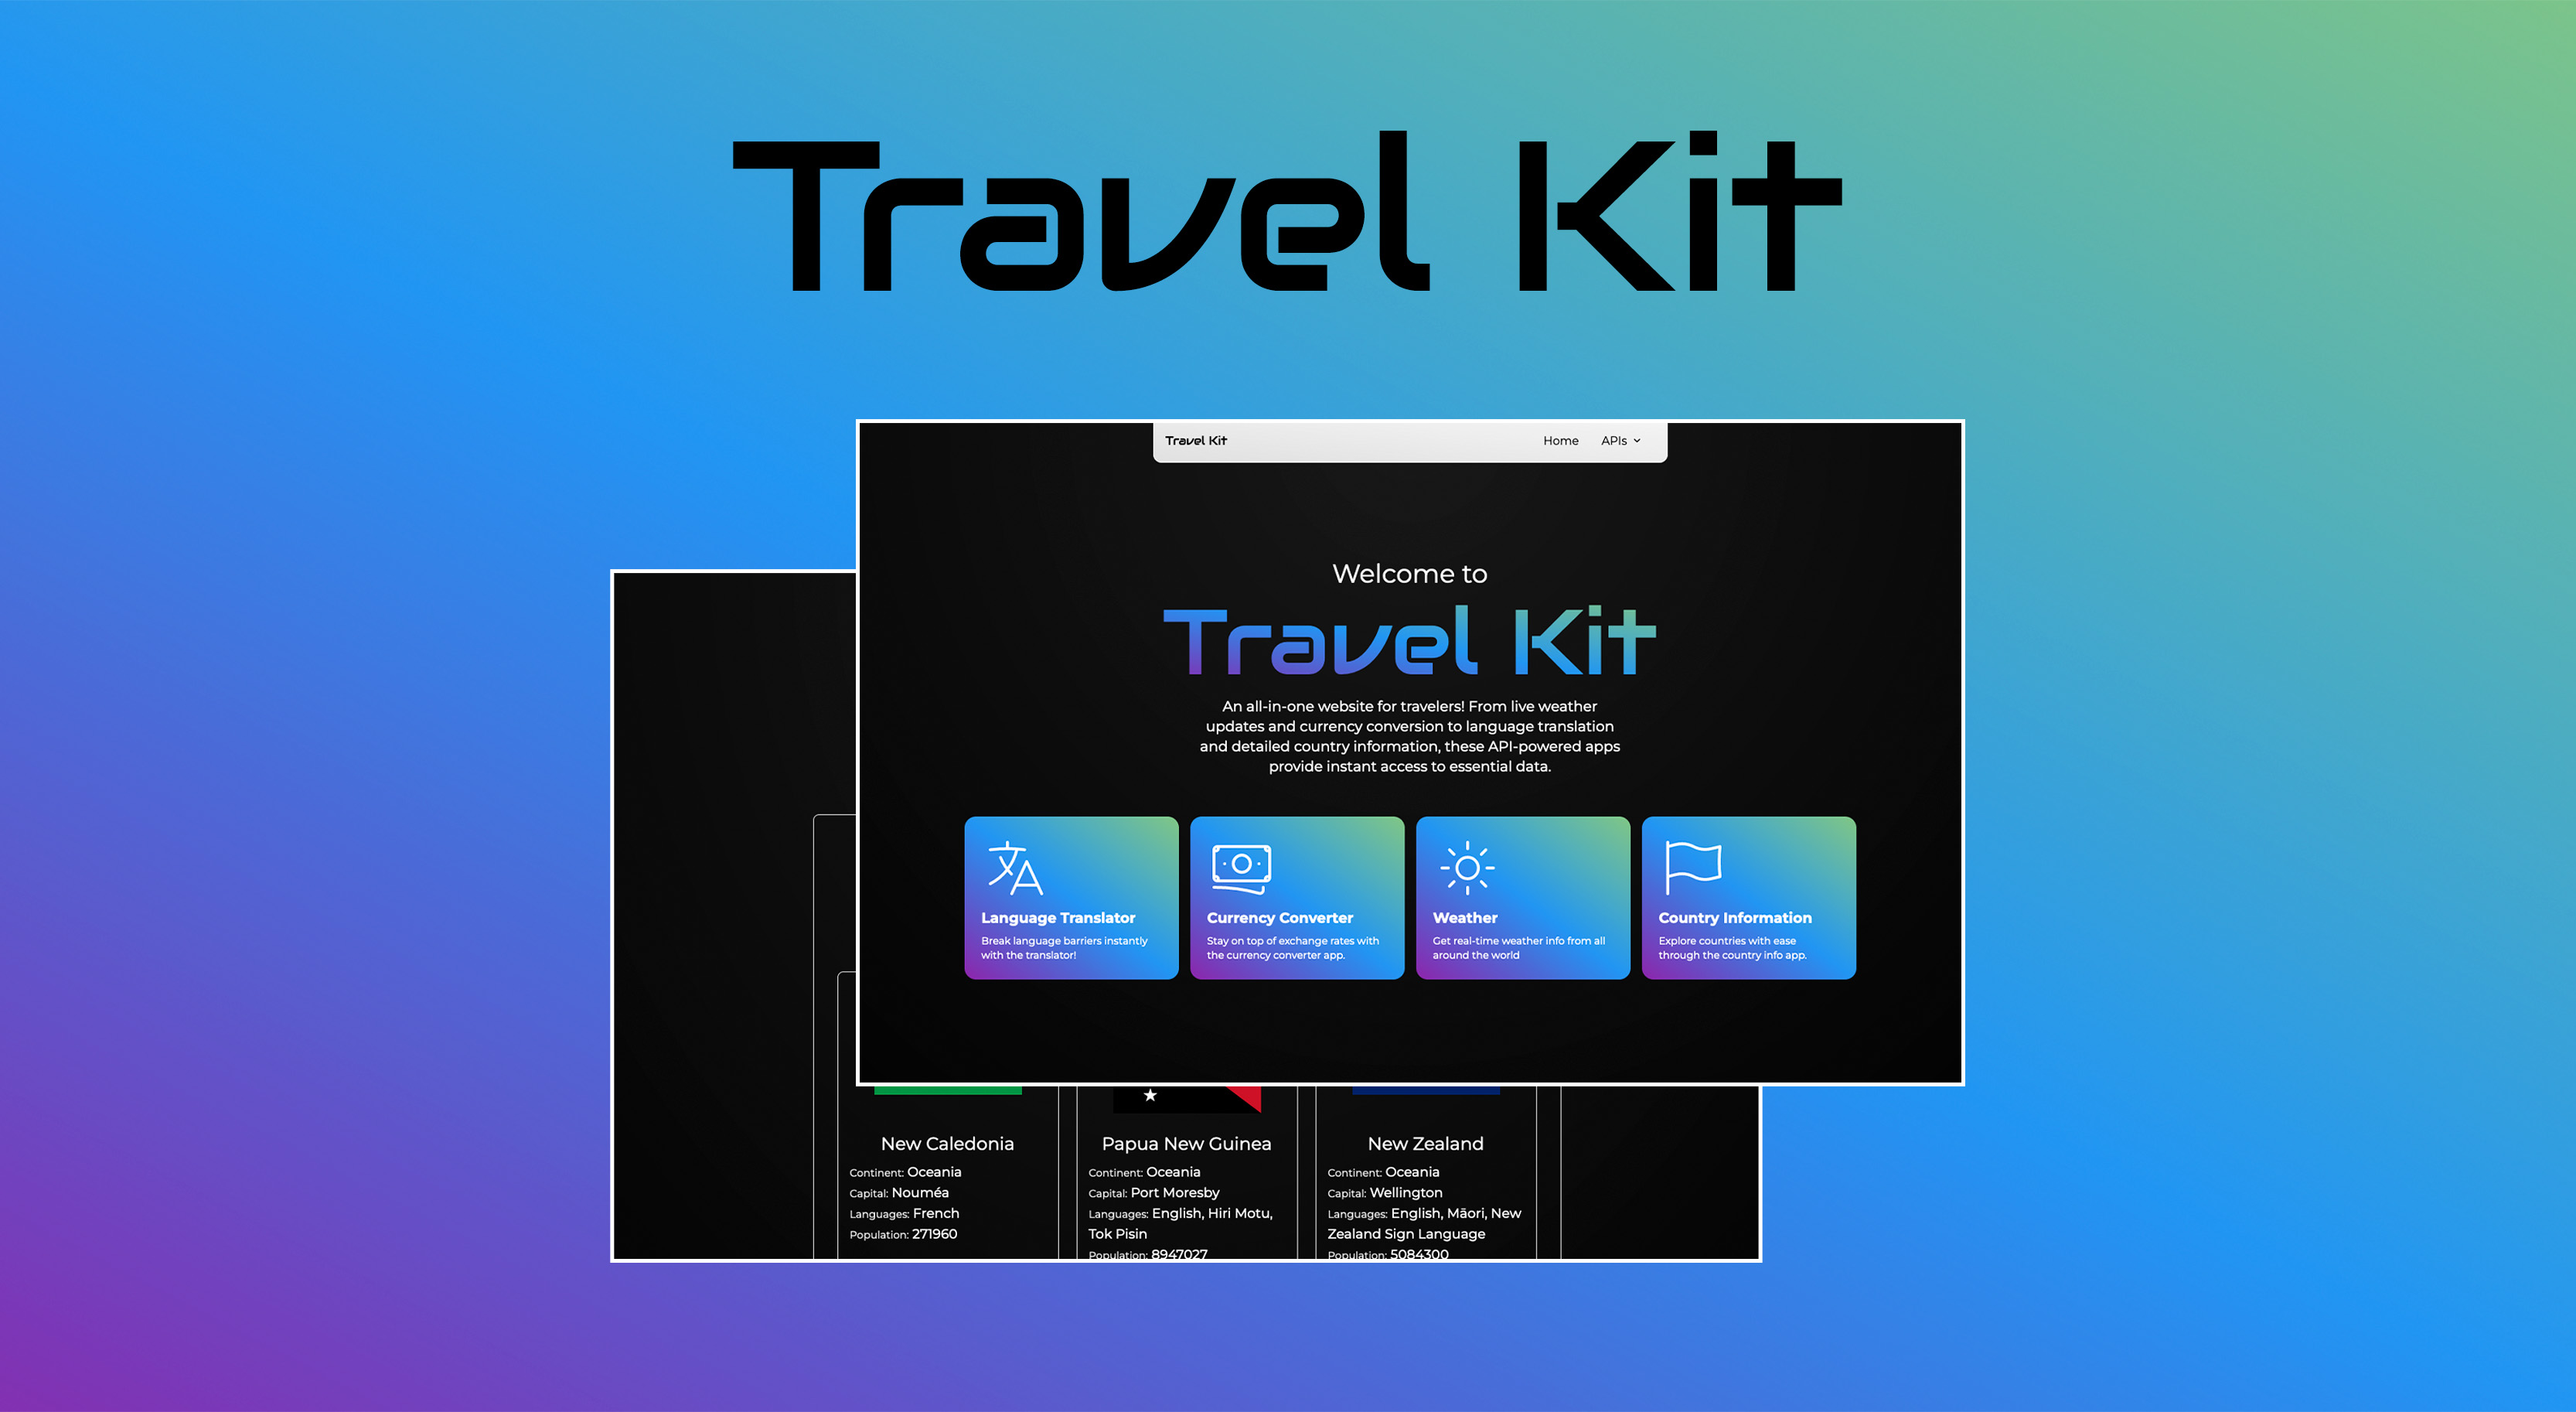 Travel Kit
Travel Kit
Home
APIs
Welcome to
Travel Kit
An all-in-one website for travelers! From live weather
updates and currency conversion to language translation
and detailed country information, these API-powered apps
provide instant access to essential data.
Language Translator
Break language barriers instantly
with the translator!
Currency Converter
Stay on top of exchange rates with
the currency converter app.
Weather
Get real-time weather info from all
around the world
Country Information
Explore countries with ease
through the country info app.
New Caledonia
Continent: Oceania
Capital: Nouméa
Languages: French
Population: 271960
Papua New Guinea
Continent: Oceania
Capital: Port Moresby
Languages: English, Hiri Motu,
Tok Pisin
Population: 8947027
New Zealand
Continent: Oceania
Capital: Wellington
Languages: English, Māori, New
Zealand Sign Language
Population: 5084300